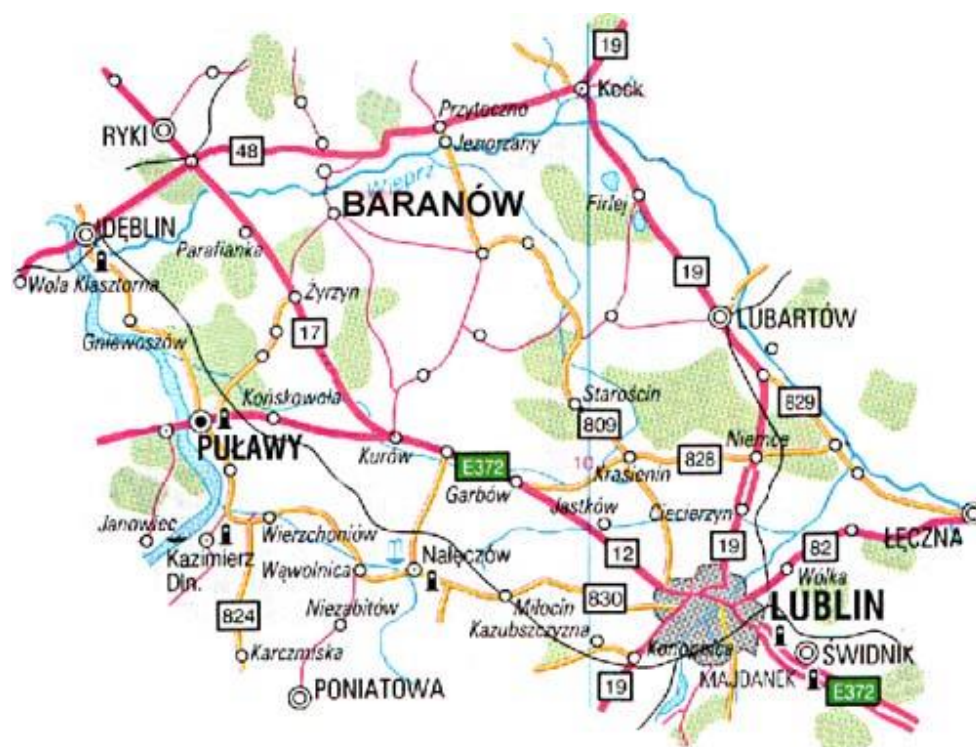 19
Kock
Przytoczno
RYKI
48
Jeziorzany
Wieprz
BARANÓW
Firlej
DĘBLIN
Parafianka
19
Wola Klasztorna
Żyrzyn
17
LUBARTÓW
Gniewoszów
Końskowola
Starościn
829
809
PUŁAWY
Niemce
Kurów
E372
10
Krasienin
828
Garbów
Jastków
Ciecierzyn
Janowiec
Wierzchoniów
ŁĘCZNA
Kazimierz
Dln.
12
19
82
Wąwolnica
Nałęczów
Wólka
824
Niezabitów
Miłocin
830
LUBLIN
Kazubszczyzna
Karczmiska
Konopnica
ŚWIDNIK
PONIATOWA
19
MAJDANEK
E372